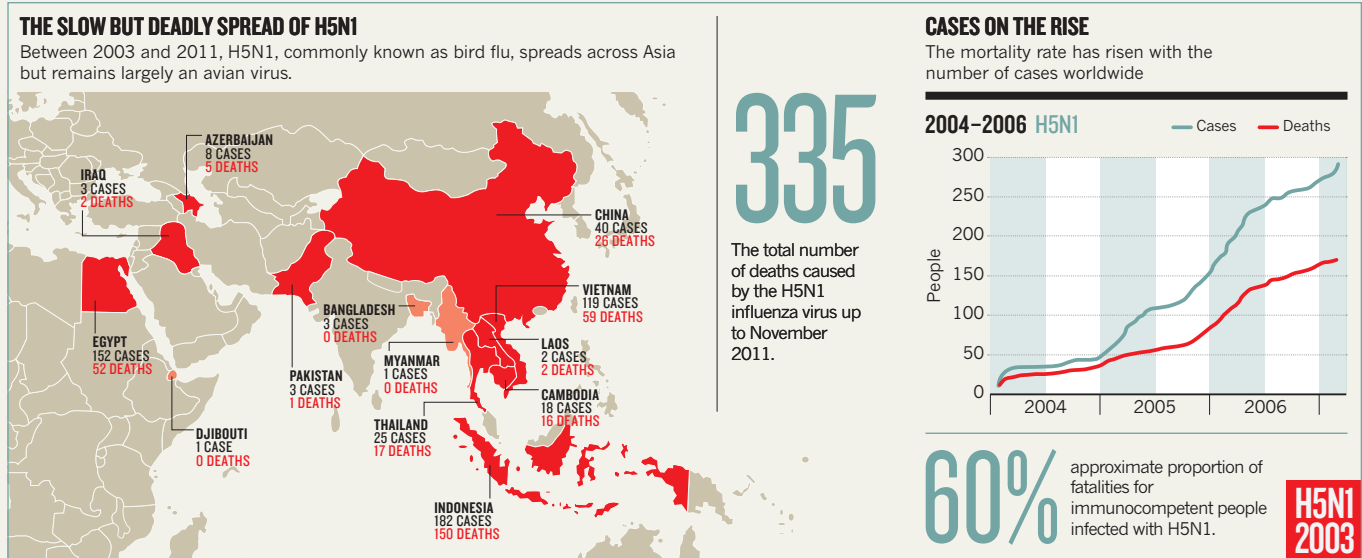 THE SLOW BUT DEADLY SPREAD OF H5N1
Between 2003 and 2011, H5N1, commonly known as bird flu, spreads across Asia
but remains largely an avian virus.
AZERBAIJAN
8 CASES
5 DEATHS
IRAQ
3 CASES
2 DEATHS
CHINA
40 CASES
26 DEATHS
VIETNAM
119 CASES
59 DEATHS
BANGLADESH
3 CASES
0 DEATHS
EGYPT
152 CASES
52 DEATHS
LAOS
2 CASES
2 DEATHS
MYANMAR
1 CASES
0 DEATHS
PAKISTAN
3 CASES
1 DEATHS
CAMBODIA
18 CASES
16 DEATHS
THAILAND
25 CASES
17 DEATHS
DJIBOUTI
1 CASE
0 DEATHS
INDONESIA
182 CASES
150 DEATHS
335
The total number
of deaths caused
by the H5N1
influenza virus up
to November
2011.
CASES ON THE RISE
The mortality rate has risen with the
number of cases worldwide
2004–2006 H5N1
Cases
Deaths
People
300
250
200
150
100
50
0
2004
2005
2006
60%
approximate proportion of
fatalities for
immunocompetent people
infected with H5N1.
H5N1
2003